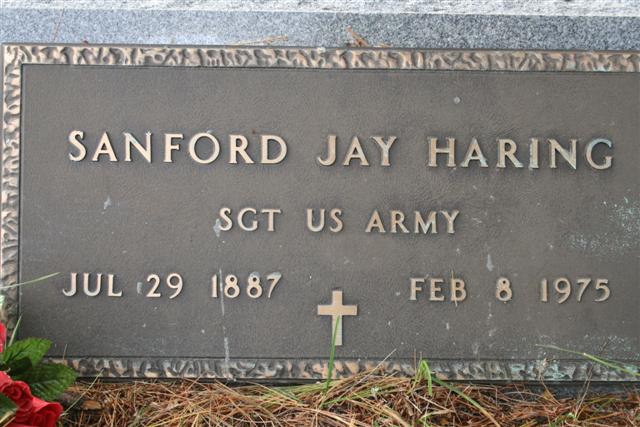 SANFORD JAY HARING
SGT US ARMY
JUL 29 1887 FEB 8 1975